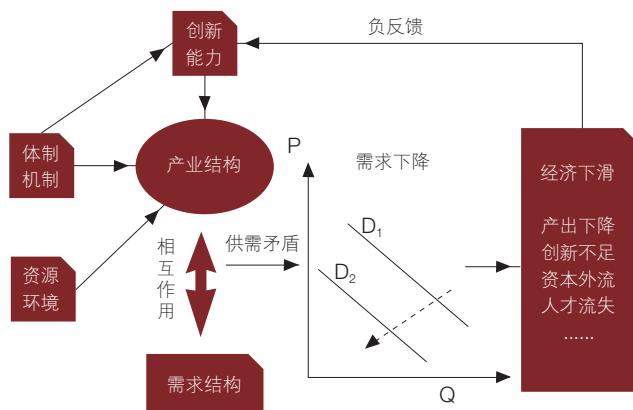 创新
能力
负反馈
体制
机制
产业结构
P
需求下降
经济下滑
产出下降
创新不足
资本外流
人才流失
......
D1
D2
供需矛盾
相互作用
资源
环境
需求结构
Q